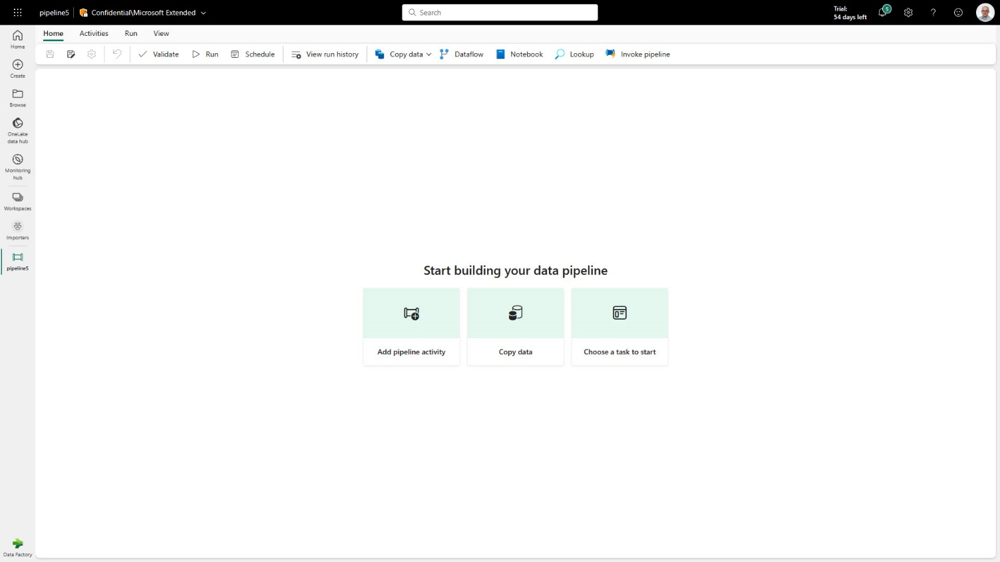 pipeline5
Confidential\Microsoft Extended
Search
Trial:
54 days left
5
Home
Activities
Run
View
Validate
Run
Schedule
View run history
Copy data
Dataflow
Notebook
Lookup
Invoke pipeline
Home
Create
Browse
OneLake
data hub
Monitoring
hub
Workspaces
Importers
pipeline5
Start building your data pipeline
Add pipeline activity
Copy data
Choose a task to start
Data Factory